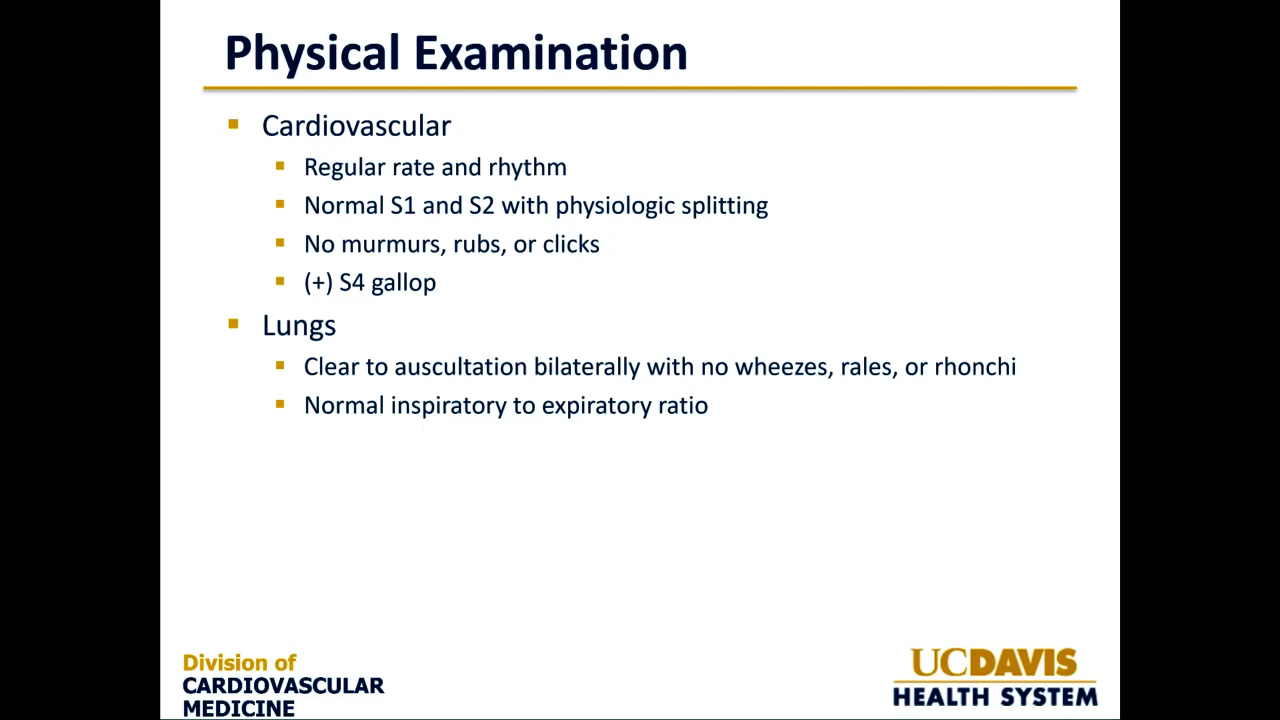 Physical Examination
Cardiovascular
Regular rate and rhythm
Normal S1 and S2 with physiologic splitting
No murmurs, rubs, or clicks
(+) S4 gallop
Lungs
Clear to auscultation bilaterally with no wheezes, rales, or rhonchi
Normal inspiratory to expiratory ratio
Division of
CARDIOVASCULAR
MEDICINE
UCDAVIS
HEALTH SYSTEM